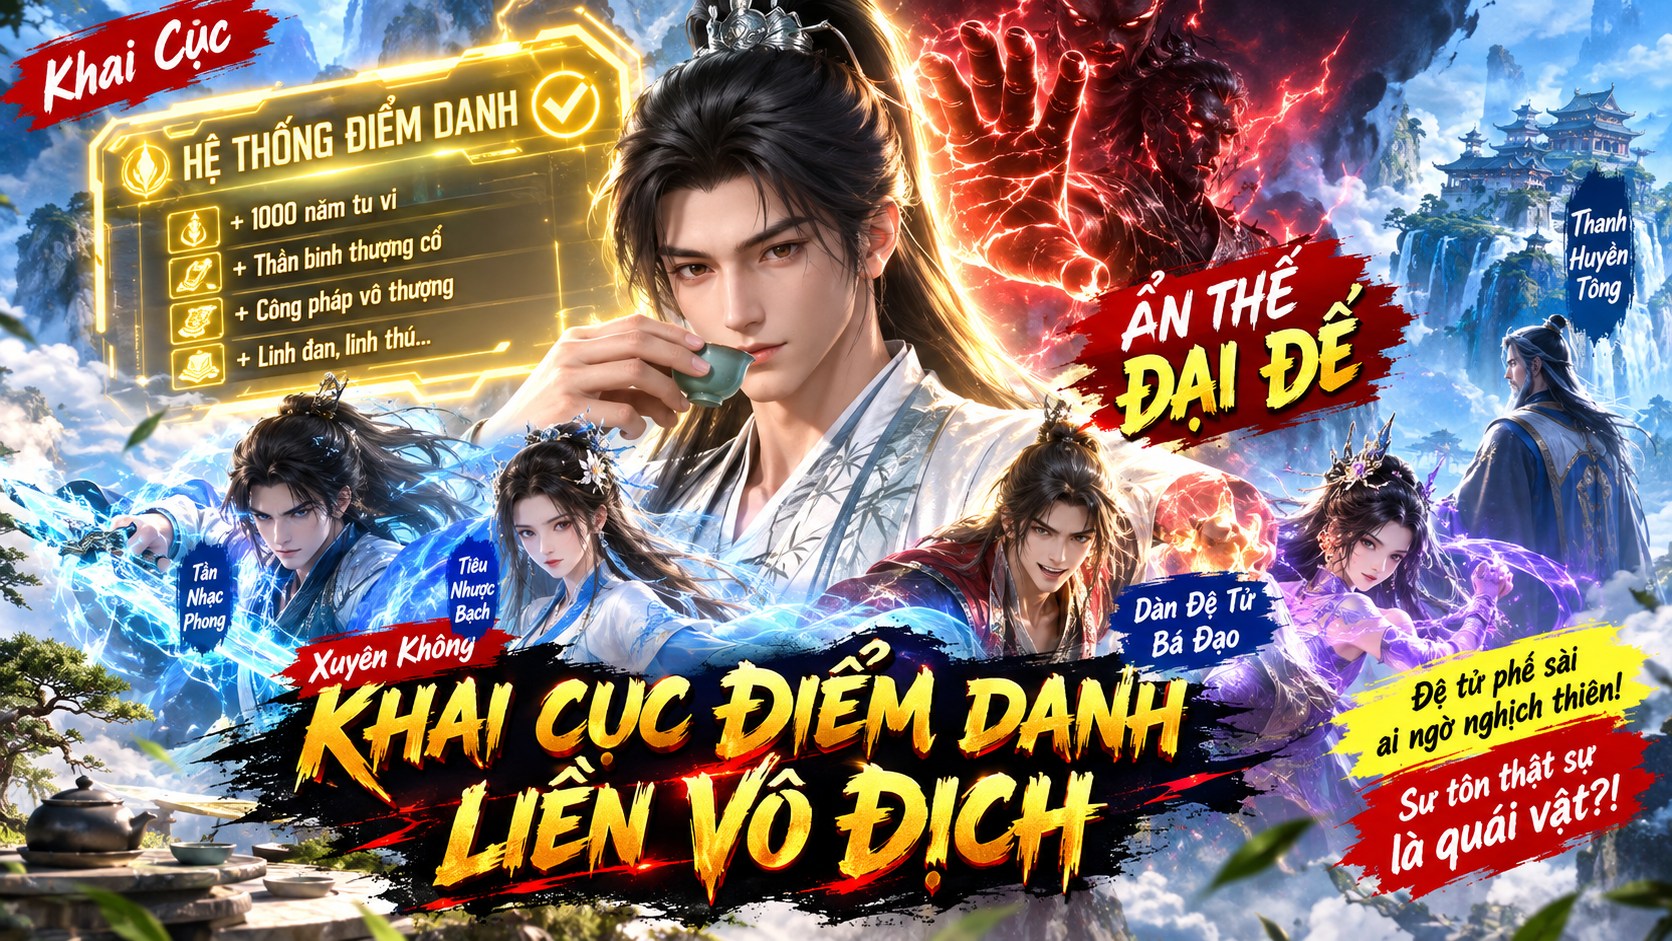 Khai Cục
HỆ THỐNG ĐIỂM DANH
+ 1000 năm tu vi
+ Thần binh thượng cổ
+ Công pháp vô thượng
+ Linh đan, linh thú...
ẨN THẾ
ĐẠI ĐẾ
Thanh
Huyền
Tông
Tần
Nhạc
Phong
Tiêu
Nhược
Bạch
Dàn Đệ Tử
Bá Đạo
Xuyên Không
KHAI CỤC ĐIỂM DANH
LIỀN VÔ ĐỊCH
Đệ tử phế sài
ai ngờ nghịch thiên!
Sư tôn thật sự
là quái vật?!